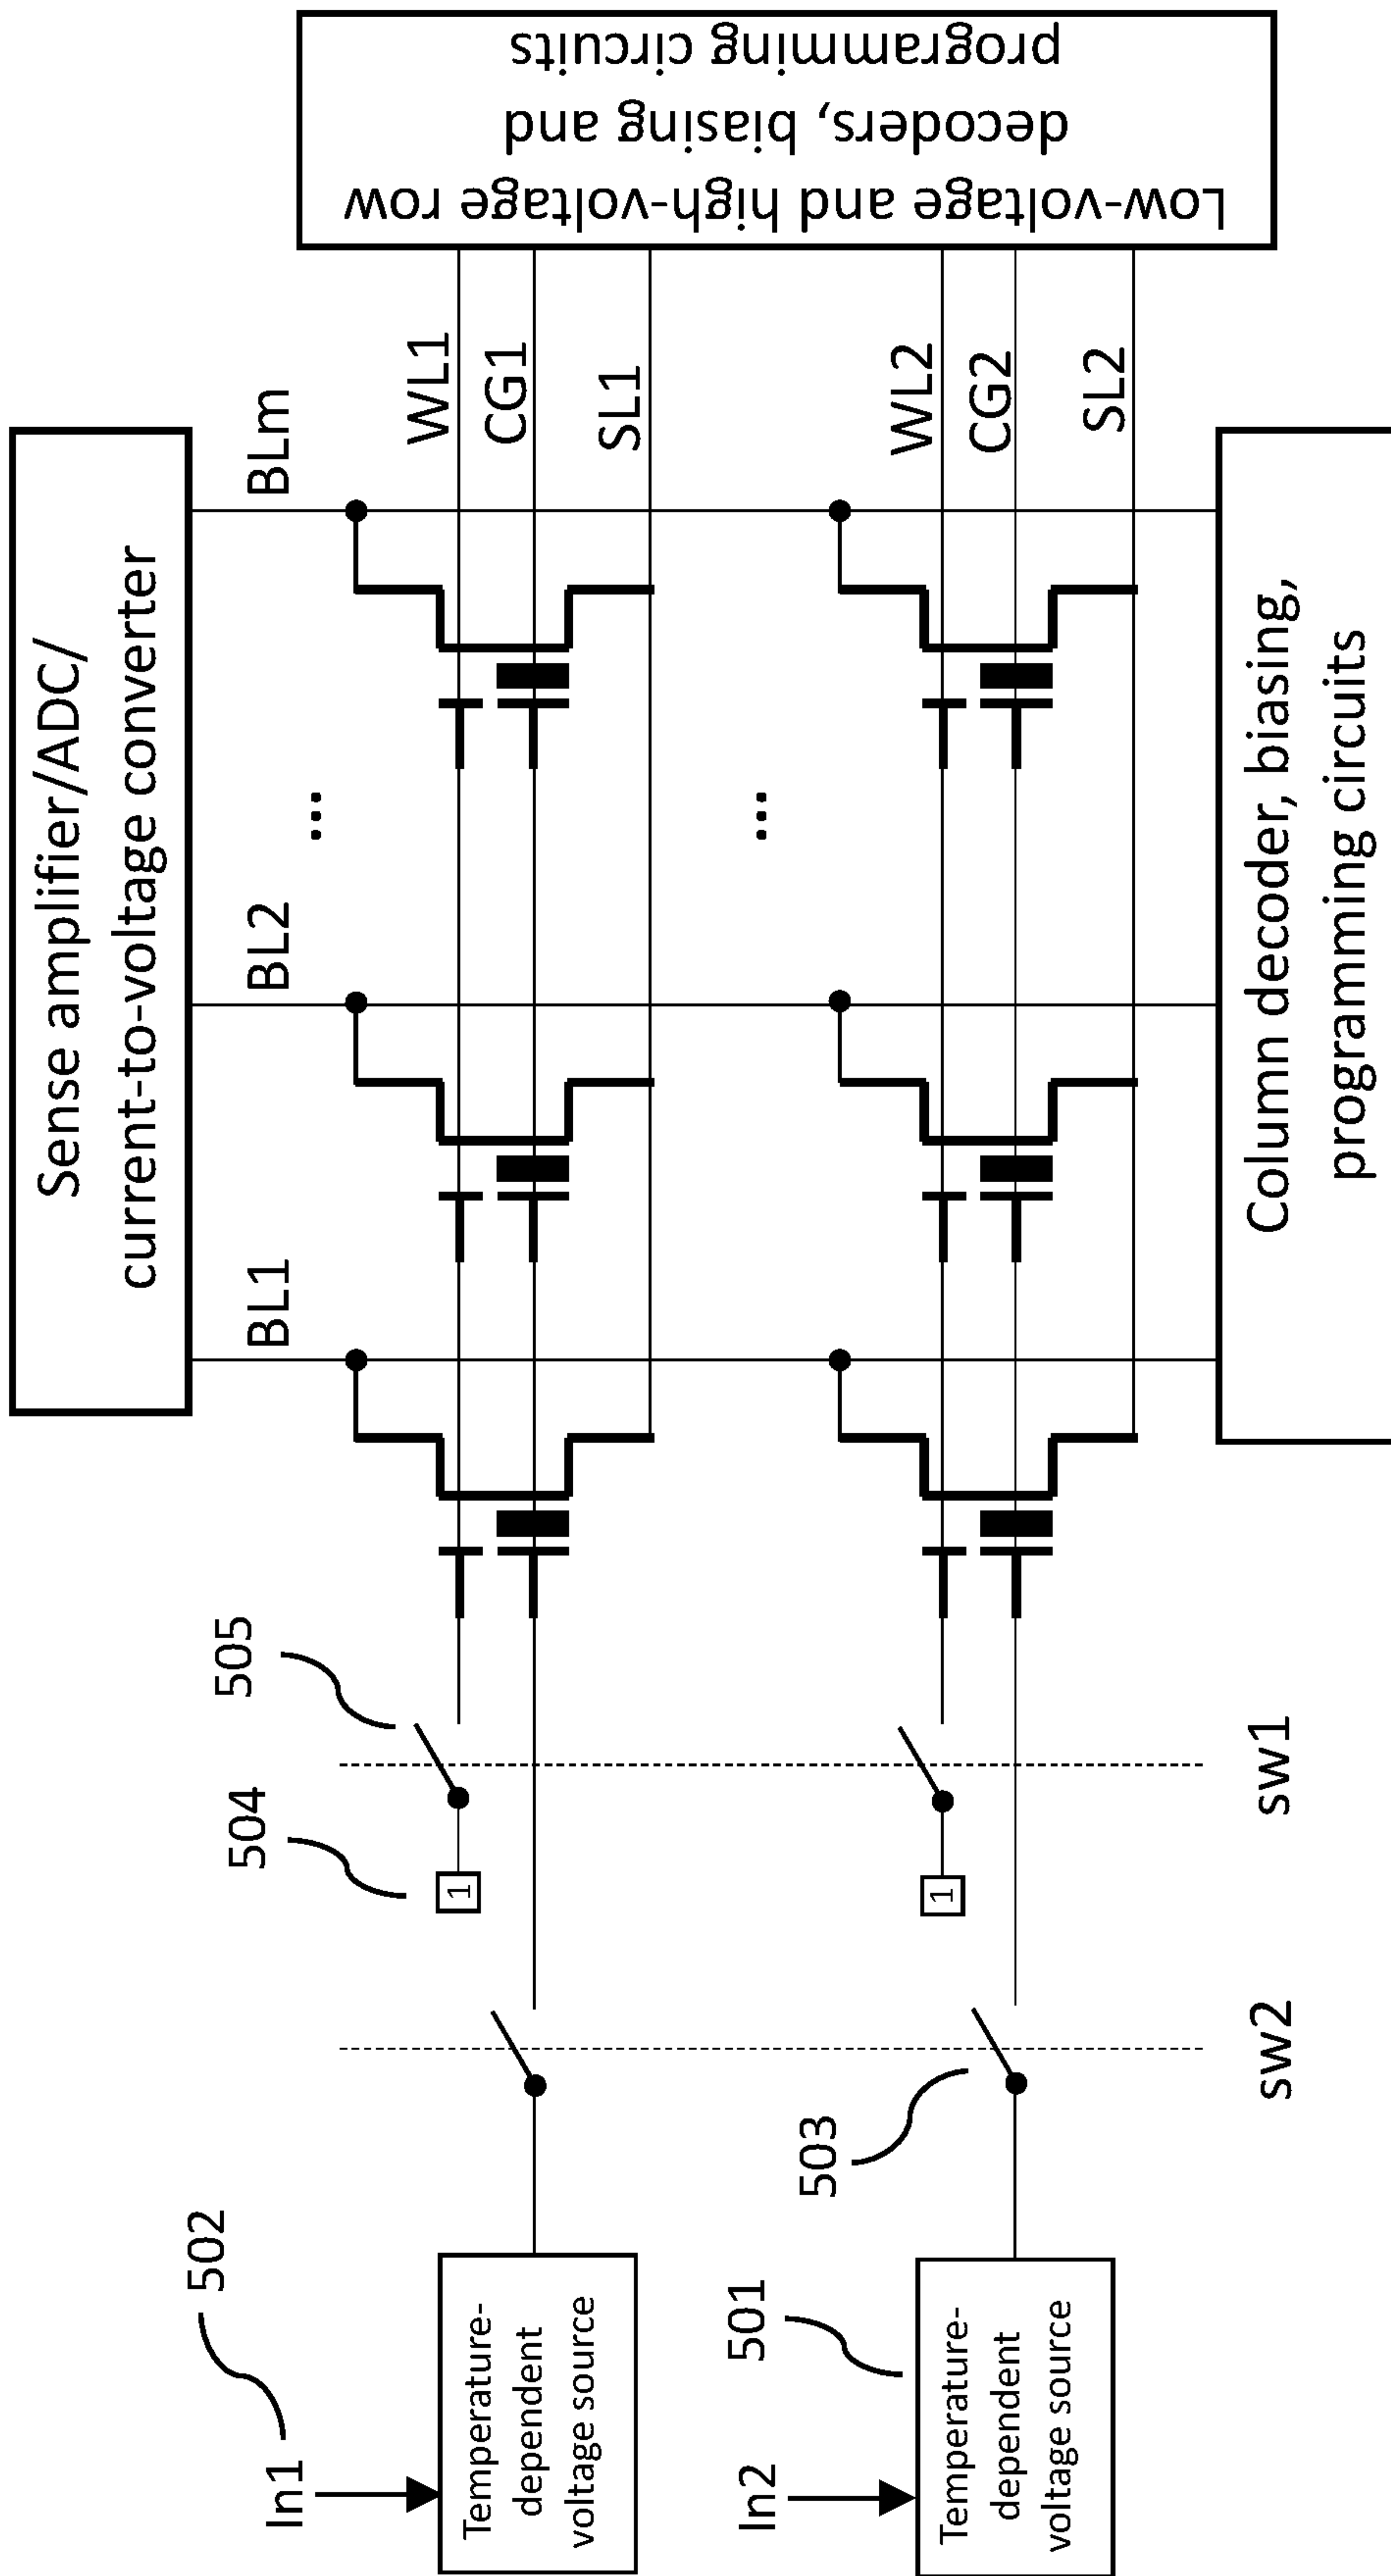 Sense amplifier/ADC/
current-to-voltage converter
BL1
BL2
BLm
...
505
504
502
In1
Temperature-
dependent
voltage source
1
WL1
CG1
SL1
Low-voltage and high-voltage row
decoders, biasing and
programming circuits
...
501
503
In2
Temperature-
dependent
voltage source
1
WL2
CG2
SL2
sw2
sw1
Column decoder, biasing,
programming circuits